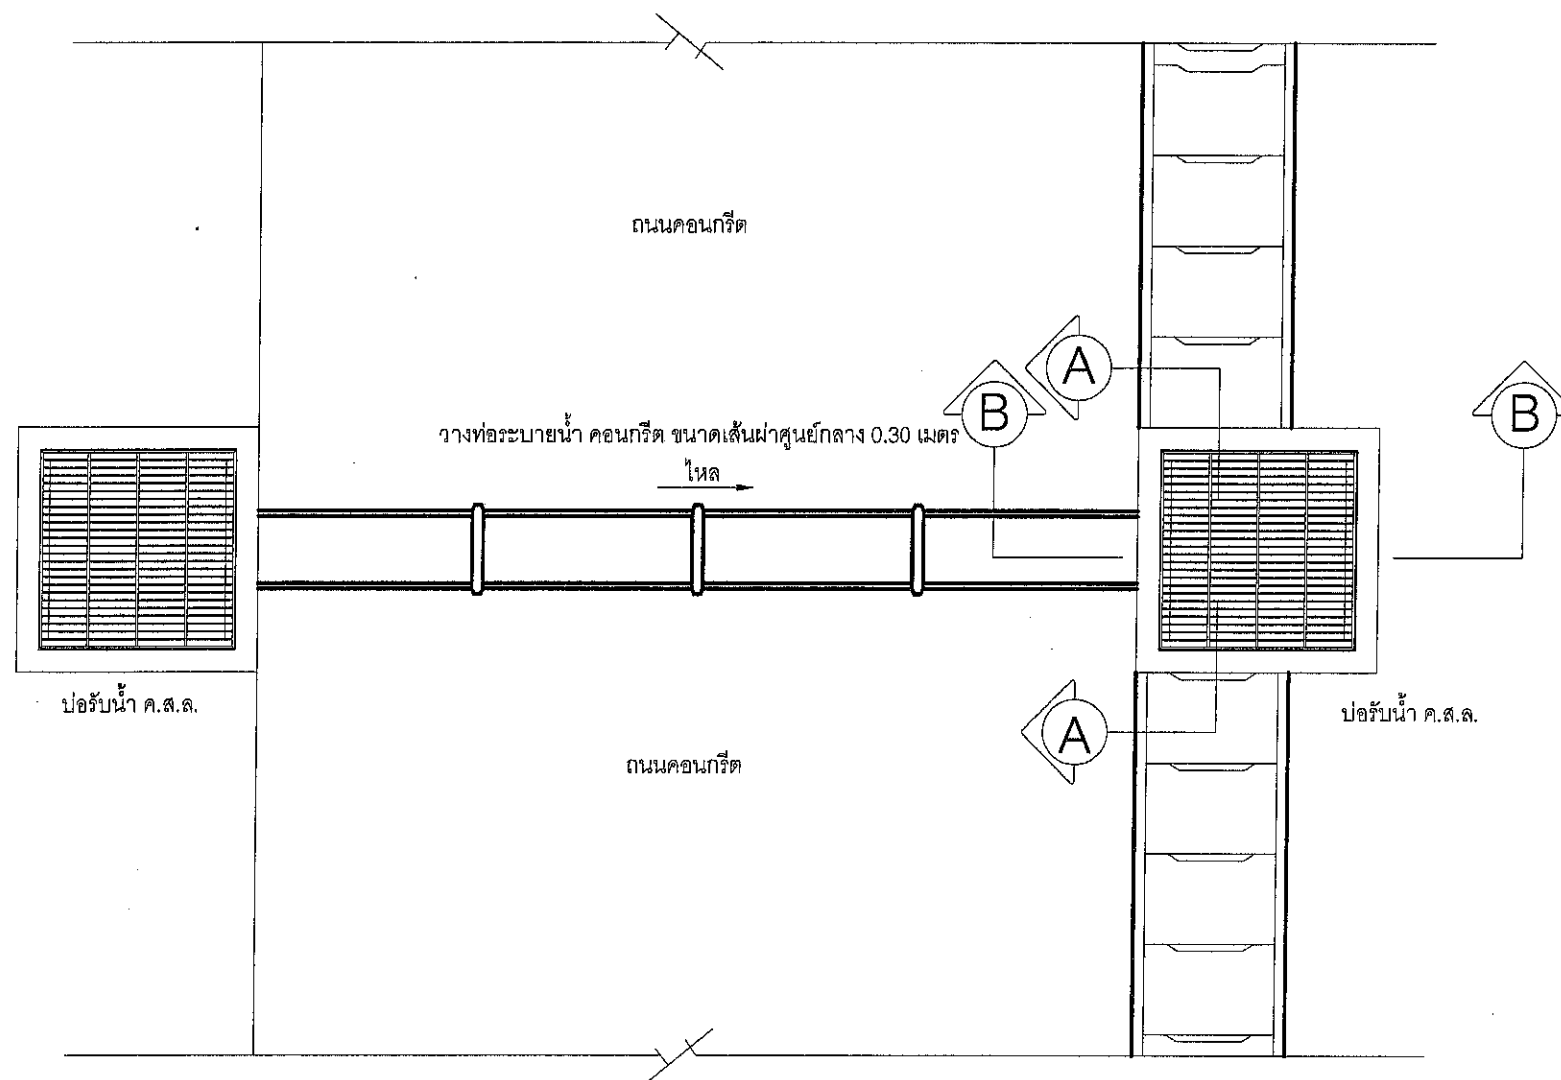 ถนนคอนกรีต
A
B
B
วางท่อระบายน้ำ คอนกรีต ขนาดเส้นผ่าศูนย์กลาง 0.30 เมตร
ไหล
บ่อรับน้ำ ค.ส.ล.
บ่อรับน้ำ ค.ส.ล.
A
ถนนคอนกรีต